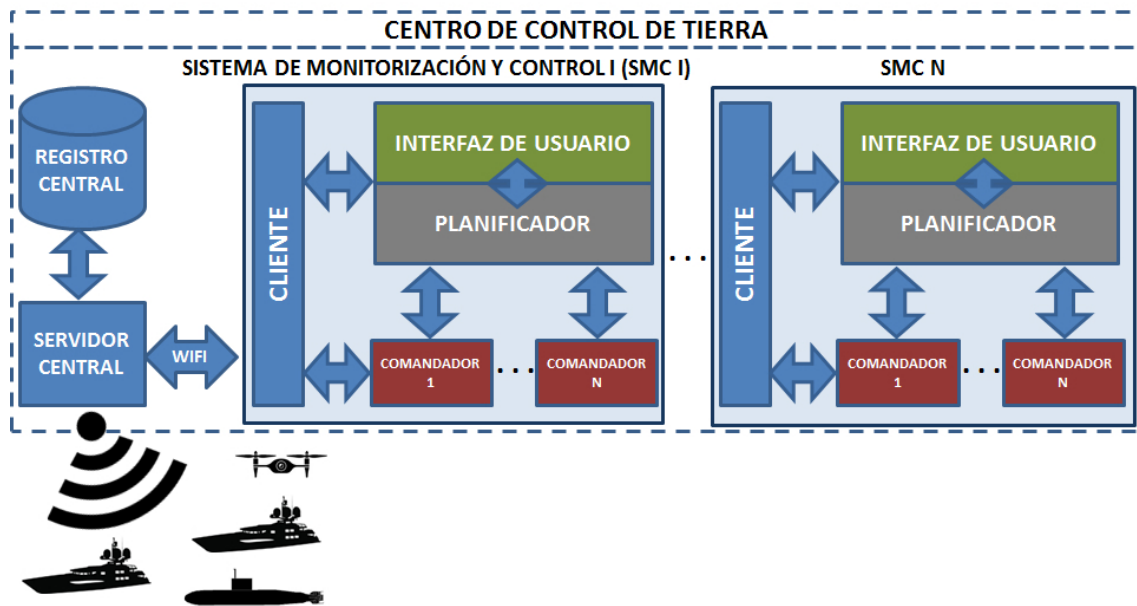 CENTRO DE CONTROL DE TIERRA
SISTEMA DE MONITORIZACIÓN Y CONTROL I (SMC I)
SMC N
REGISTRO
CENTRAL
SERVIDOR
CENTRAL
WIFI
CLIENTE
INTERFAZ DE USUARIO
PLANIFICADOR
COMANDADOR
1
. . .
COMANDADOR
N
. . .
CLIENTE
INTERFAZ DE USUARIO
PLANIFICADOR
COMANDADOR
1
. . .
COMANDADOR
N